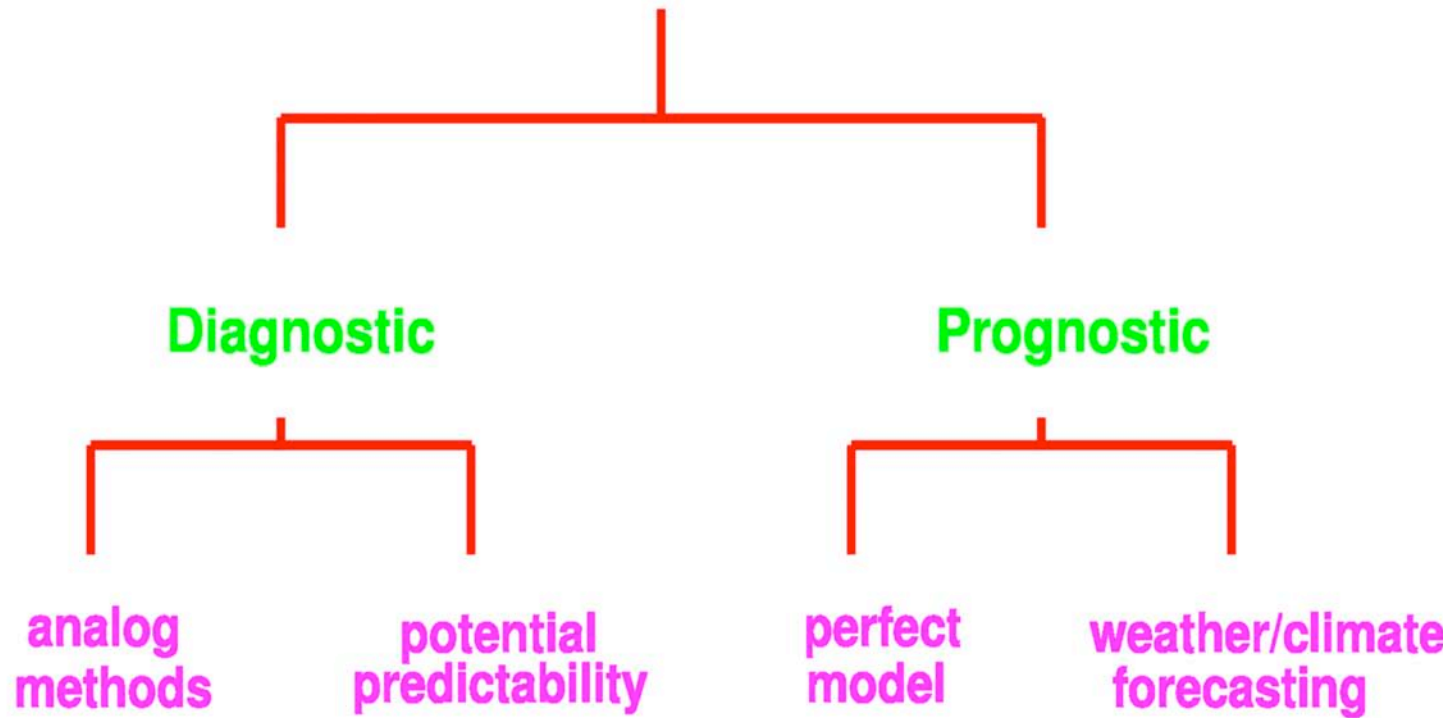 Diagnostic
Prognostic
analog
methods
potential
predictability
perfect
model
weather/climate
forecasting